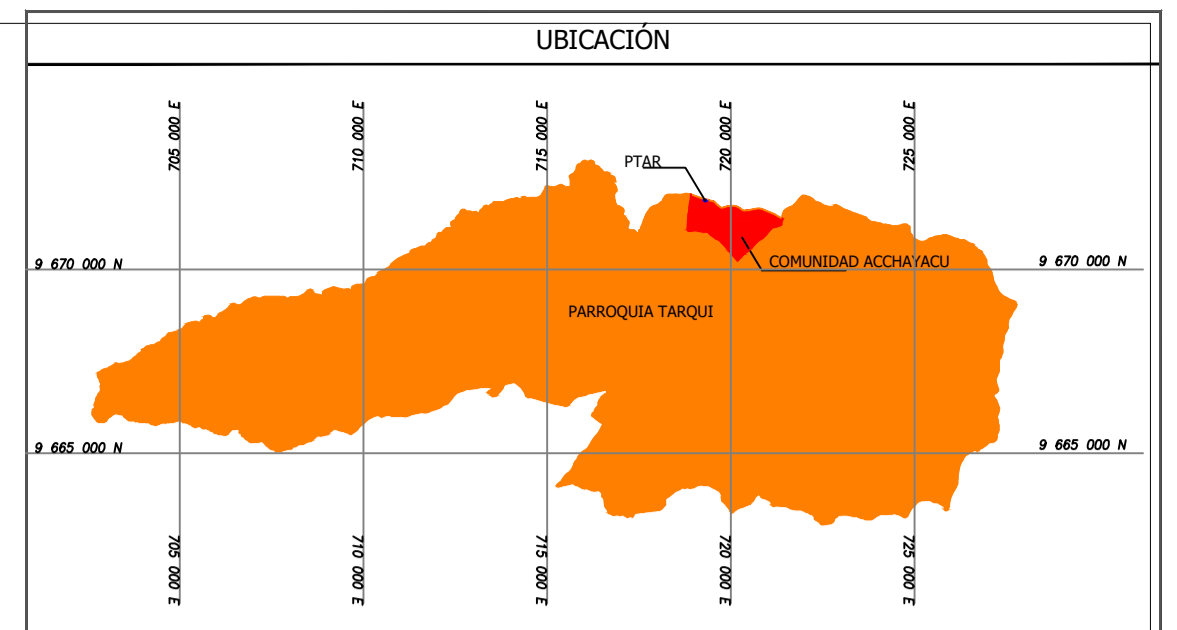 UBICACIÓN
705 000 E
710 000 E
715 000 E
720 000 E
725 000 E
PTAR
9 670 000 N
COMUNIDAD ACCHAYACU
9 670 000 N
PARROQUIA TARQUI
9 665 000 N
9 665 000 N
705 000 E
710 000 E
715 000 E
720 000 E
725 000 E